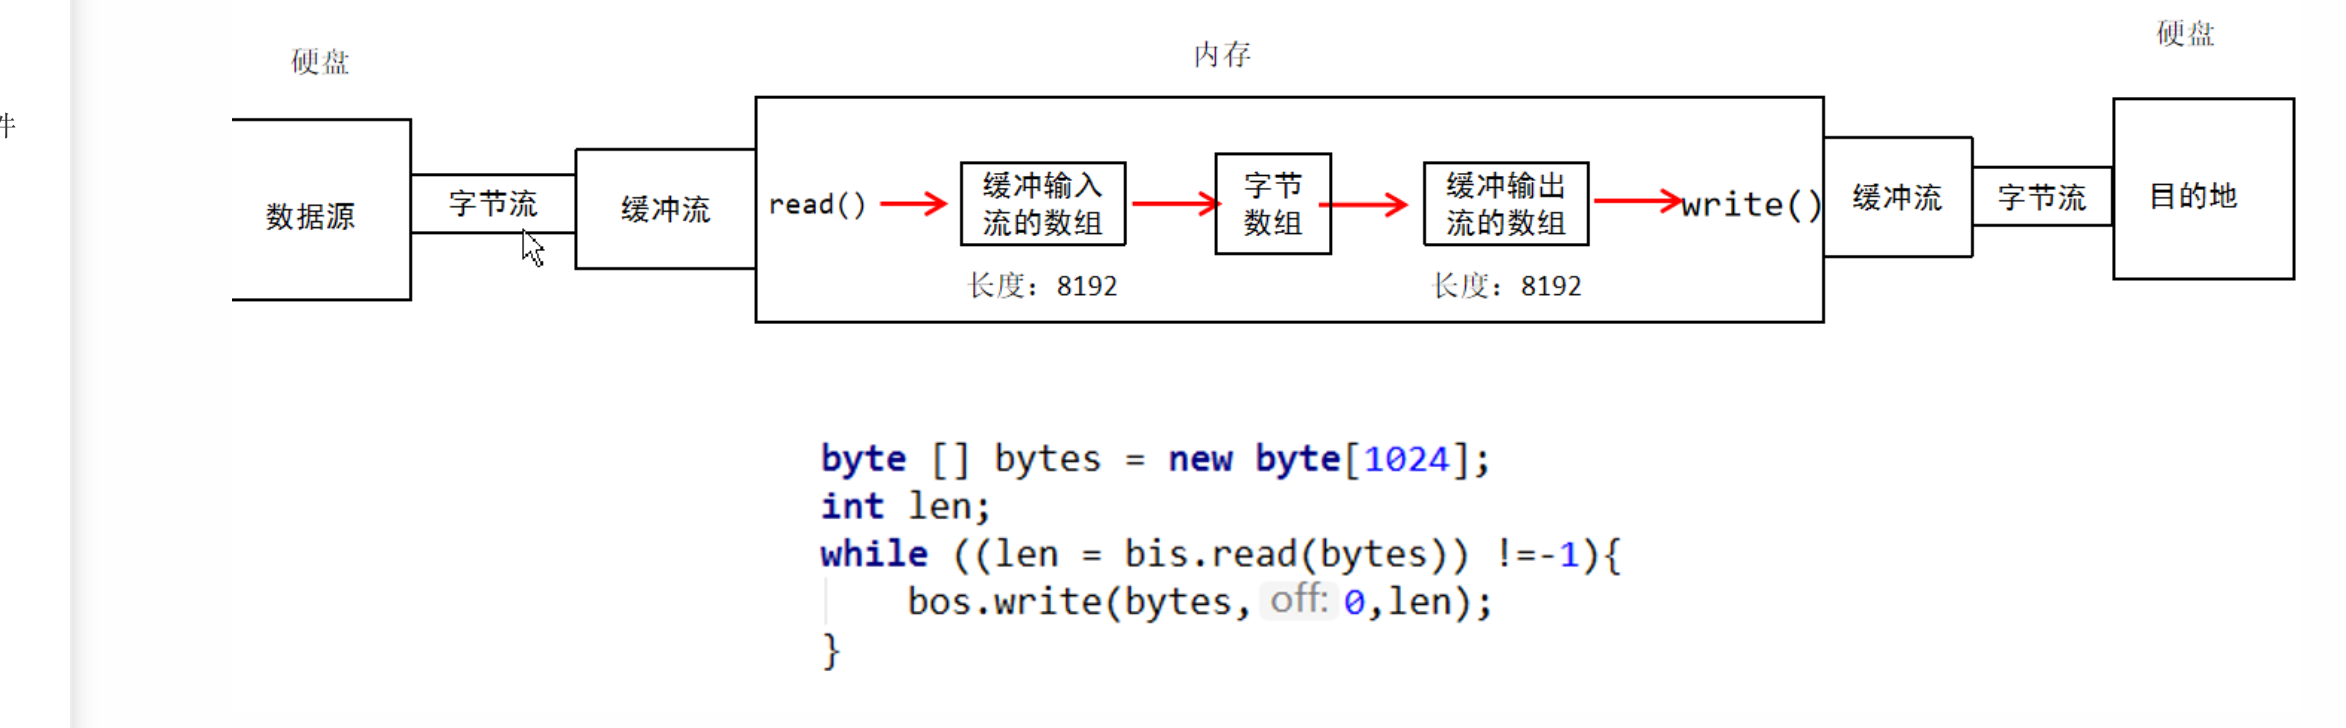 硬盘
内存
硬盘
件
数据源
字节流
缓冲流
read()
缓冲输入
流的数组
字节
数组
缓冲输出
流的数组
write()
缓冲流
字节流
目的地
长度：8192
长度：8192
byte [] bytes = new byte[1024];
int len;
while ((len = bis.read(bytes)) !=-1){
bos.write(bytes, off: 0,len);
}